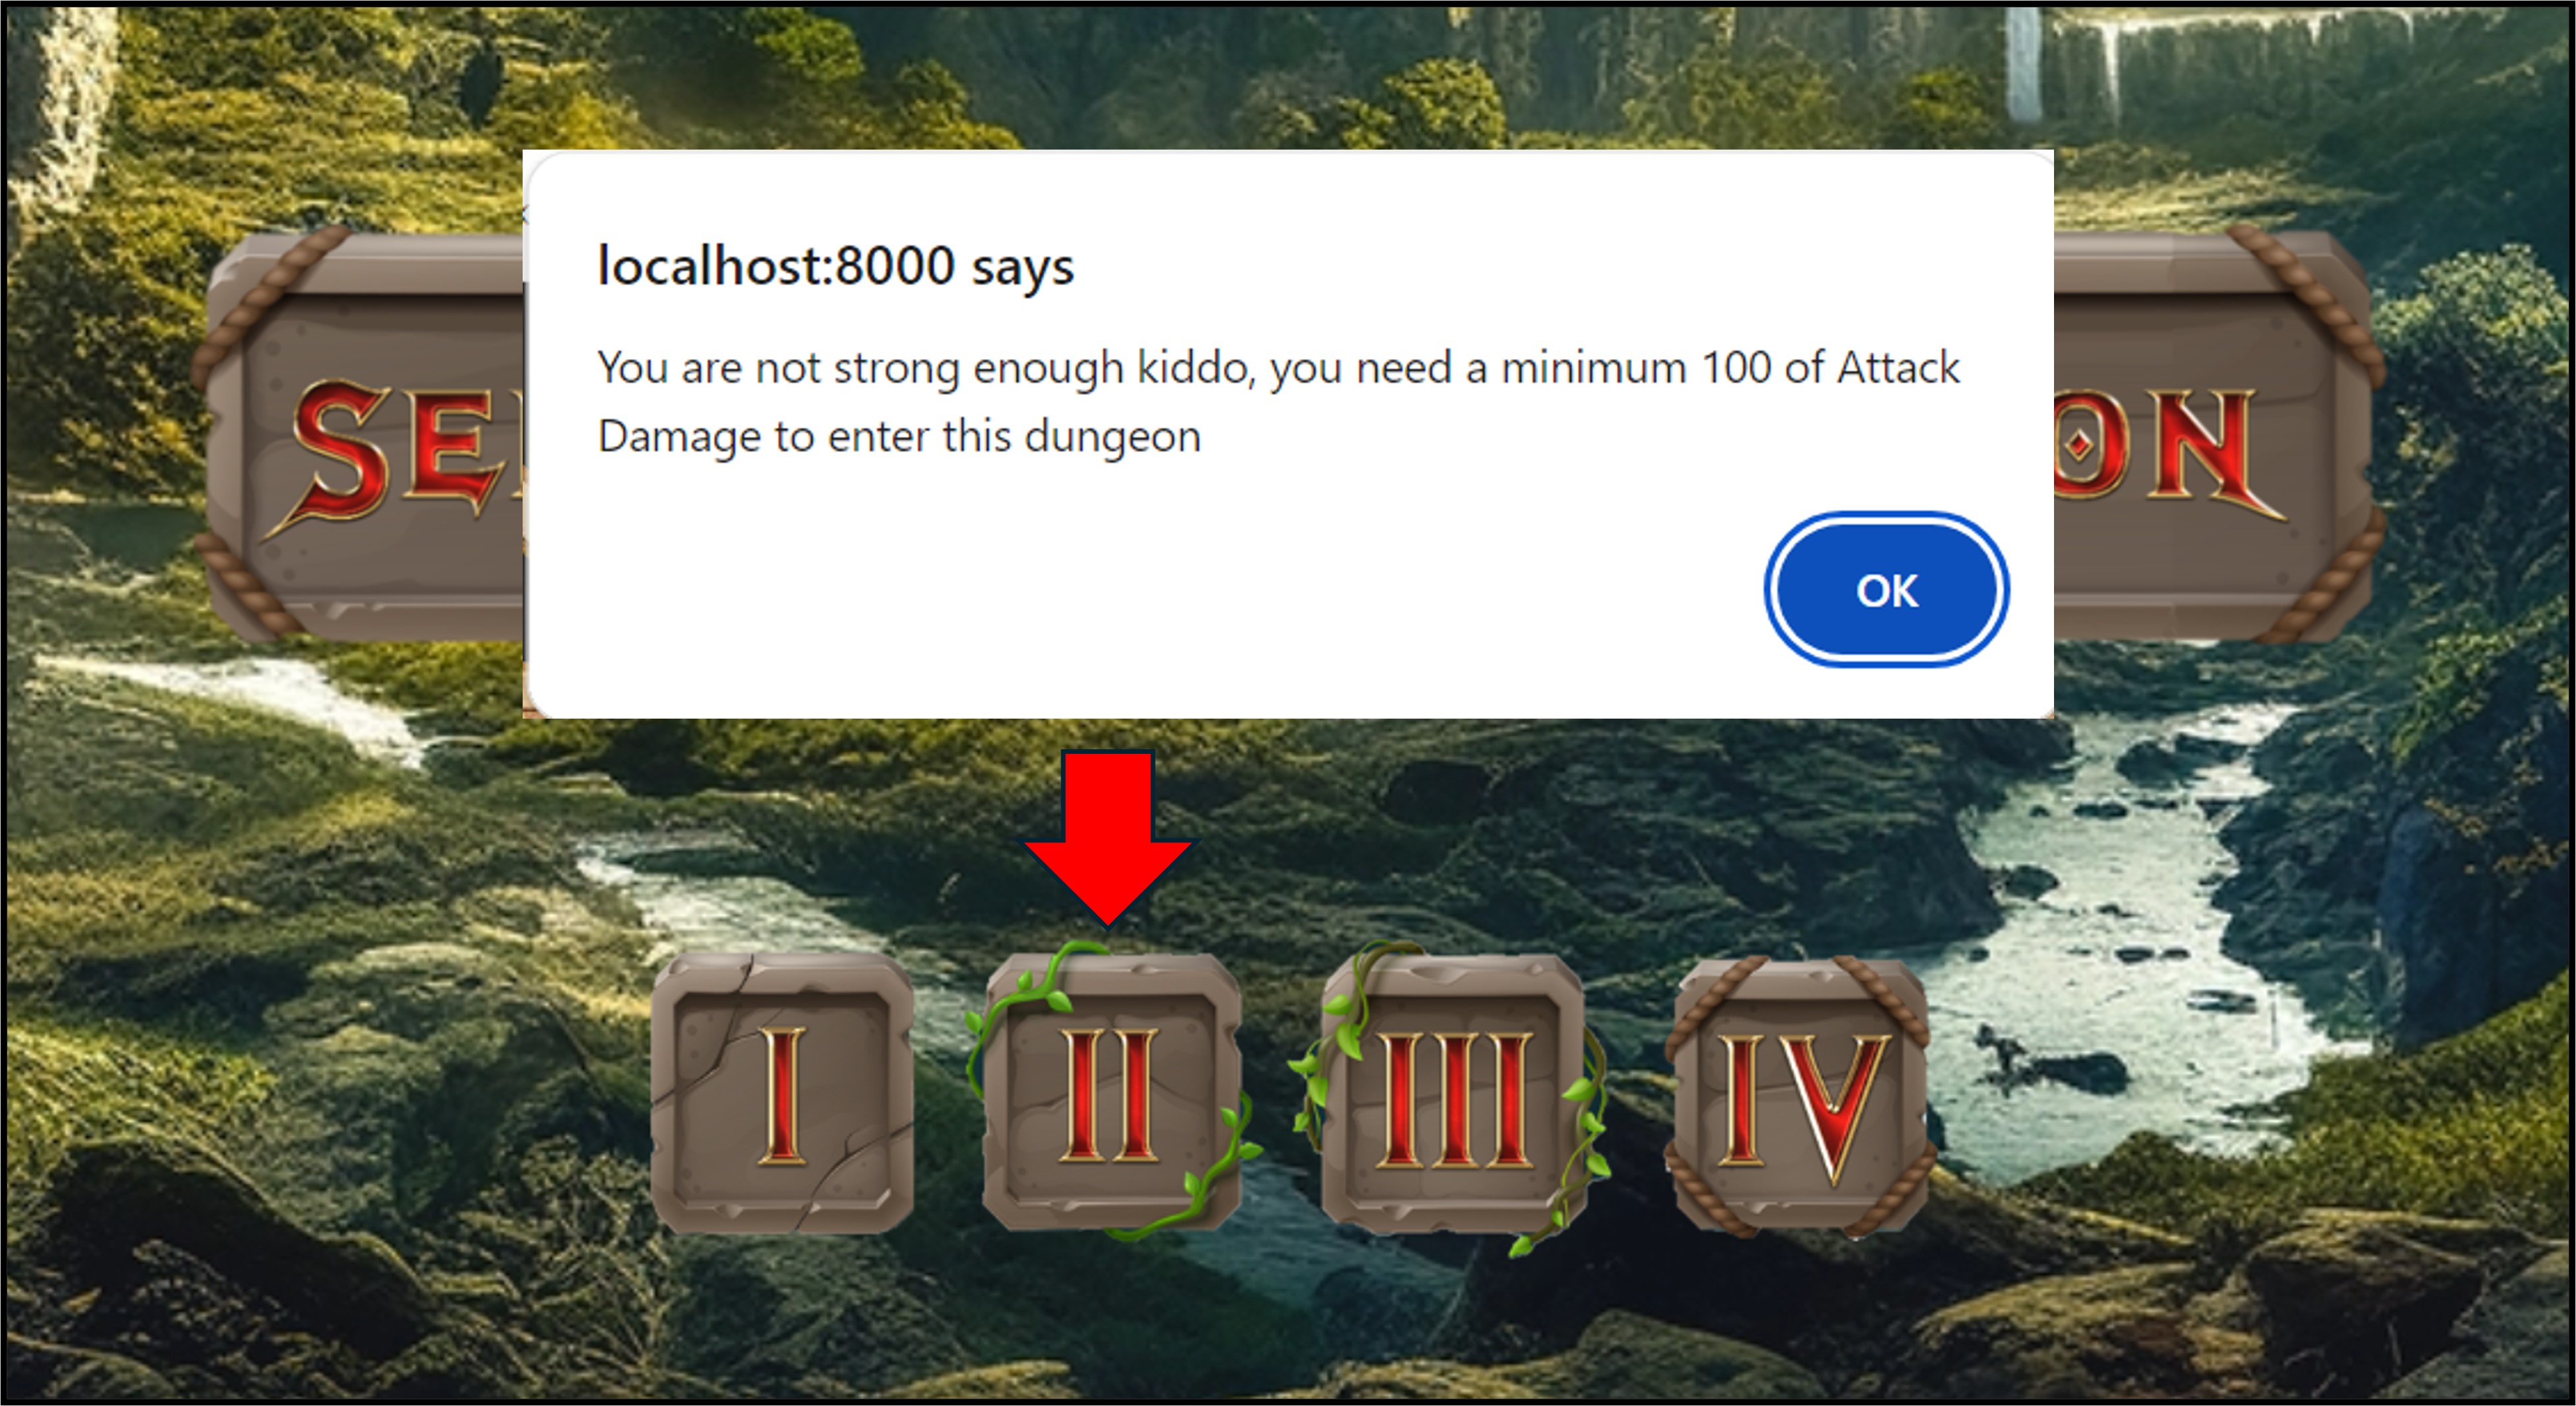 localhost:8000 says
You are not strong enough kiddo, you need a minimum 100 of Attack
Damage to enter this dungeon
OK
SE ON
I II III IV